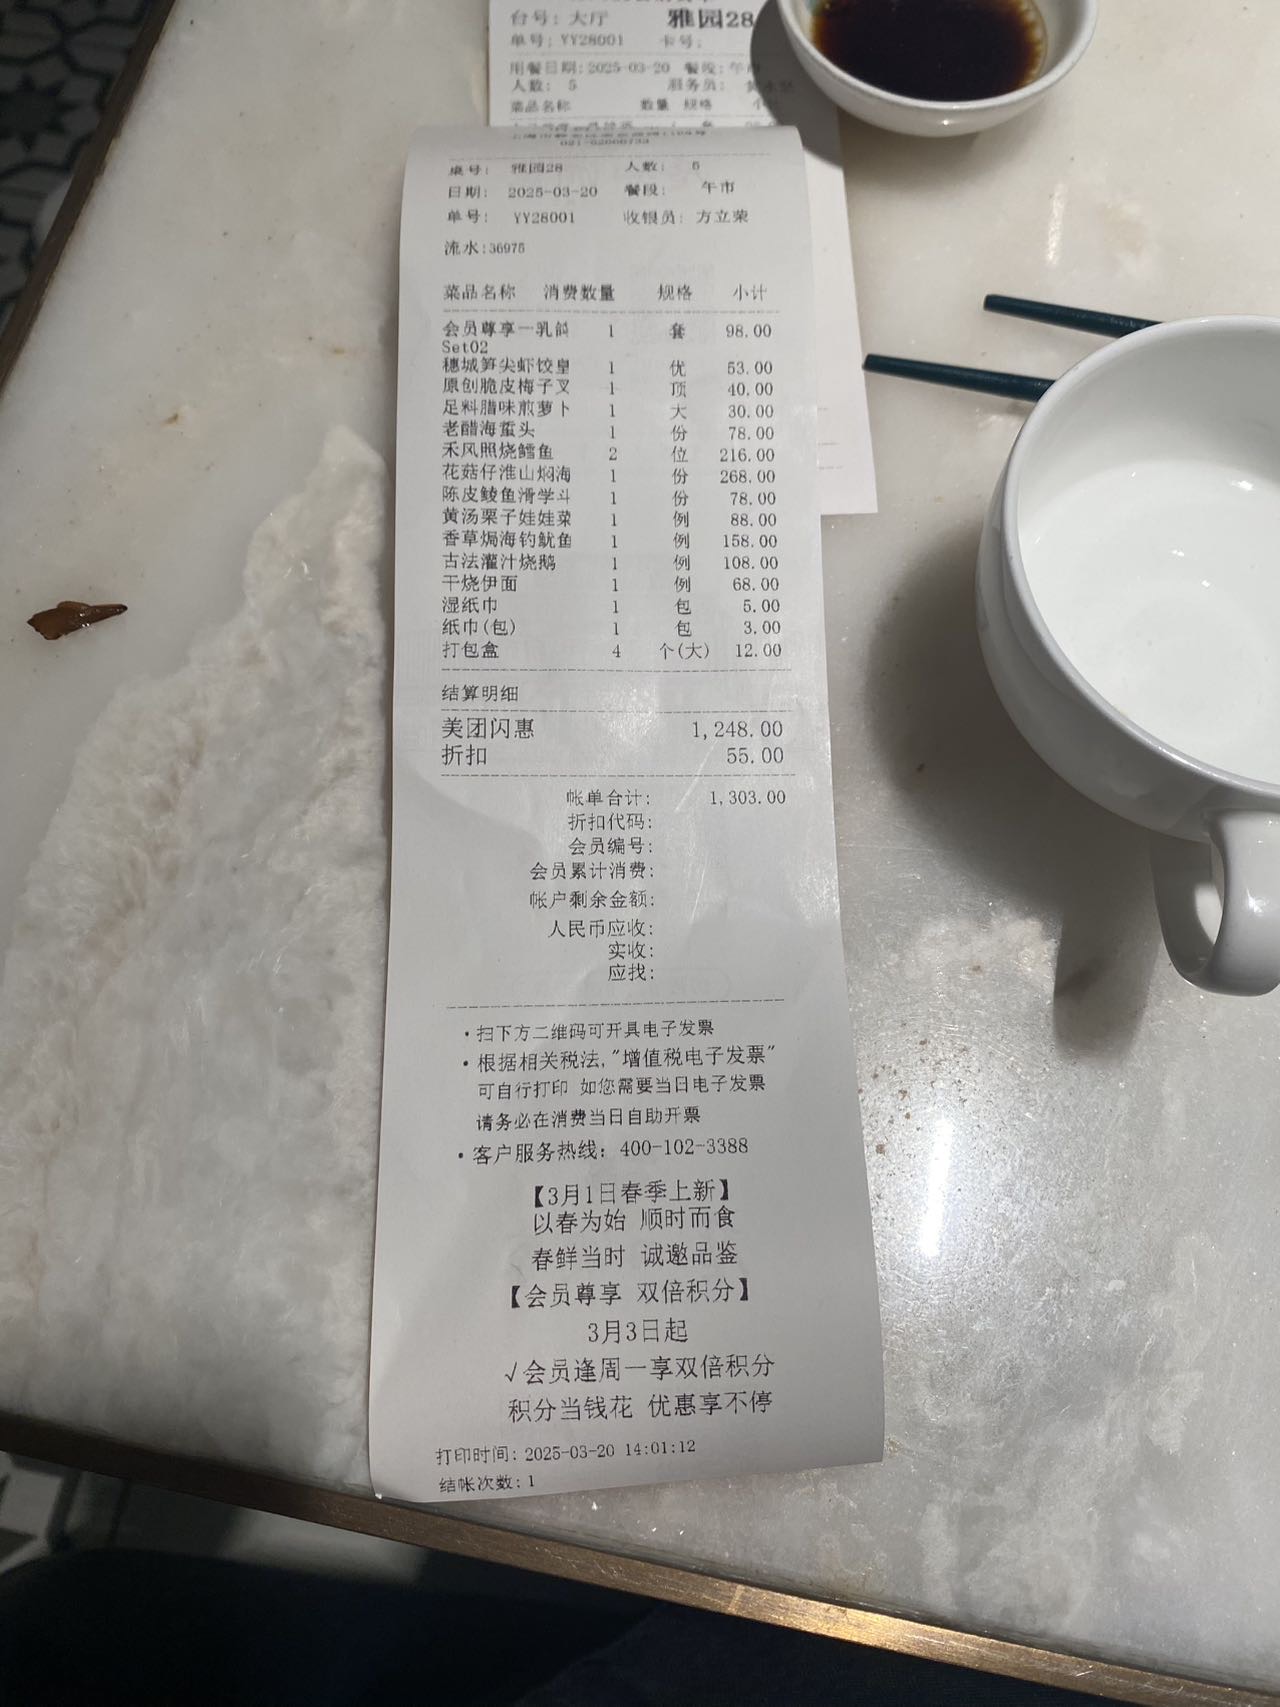 台号: 大厅 雅园28
单号: YY28001 卡号:
用餐日期:2025-03-20 餐段:午市
人数: 5 服务员:
菜品名称 数量 规格 小计
桌号: 雅园28 人数: 5
日期: 2025-03-20 餐段: 午市
单号: YY28001 收银员: 方立荣
流水:36975
菜品名称 消费数量 规格 小计
会员尊享一乳鸽 1 套 98.00
Set02
穗城笋尖虾饺皇 1 优 53.00
原创脆皮梅子叉 1 顶 40.00
足料腊味煎萝卜 1 大 30.00
老醋海蜇头 1 份 78.00
禾风照烧鳕鱼 2 位 216.00
花菇仔淮山焖海 1 份 268.00
陈皮鲮鱼滑学斗 1 份 78.00
黄汤栗子娃娃菜 1 例 88.00
香草焗海钓鱿鱼 1 例 158.00
古法灌汁烧鹅 1 例 108.00
干烧伊面 1 例 68.00
湿纸巾 1 包 5.00
纸巾(包) 1 包 3.00
打包盒 4 个(大) 12.00
结算明细
美团闪惠 1,248.00
折扣 55.00
帐单合计: 1,303.00
折扣代码:
会员编号:
会员累计消费:
帐户剩余金额:
人民币应收:
实收:
应找:
·扫下方二维码可开具电子发票
·根据相关税法,"增值税电子发票"
可自行打印 如您需要当日电子发票
请务必在消费当日自助开票
·客户服务热线: 400-102-3388
【3月1日春季上新】
以春为始 顺时而食
春鲜当时 诚邀品鉴
【会员尊享 双倍积分】
3月3日起
√会员逢周一享双倍积分
积分当钱花 优惠享不停
打印时间: 2025-03-20 14:01:12
结帐次数: 1